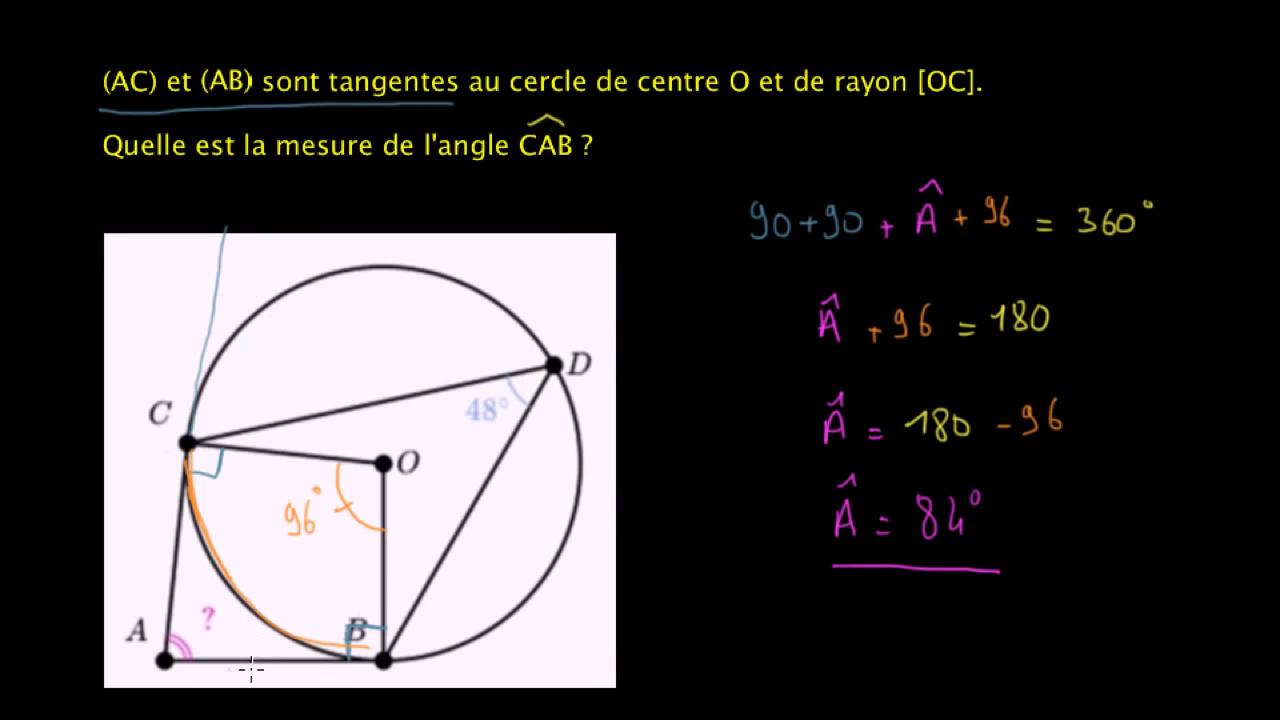 (AC) et (AB) sont tangentes au cercle de centre O et de rayon [OC].
Quelle est la mesure de l'angle CAB ?
90 + 90 + Â + 96 = 360°
Â + 96 = 180
Â = 180 - 96
Â = 84°
D
C
48°
O
96°
A
?
B